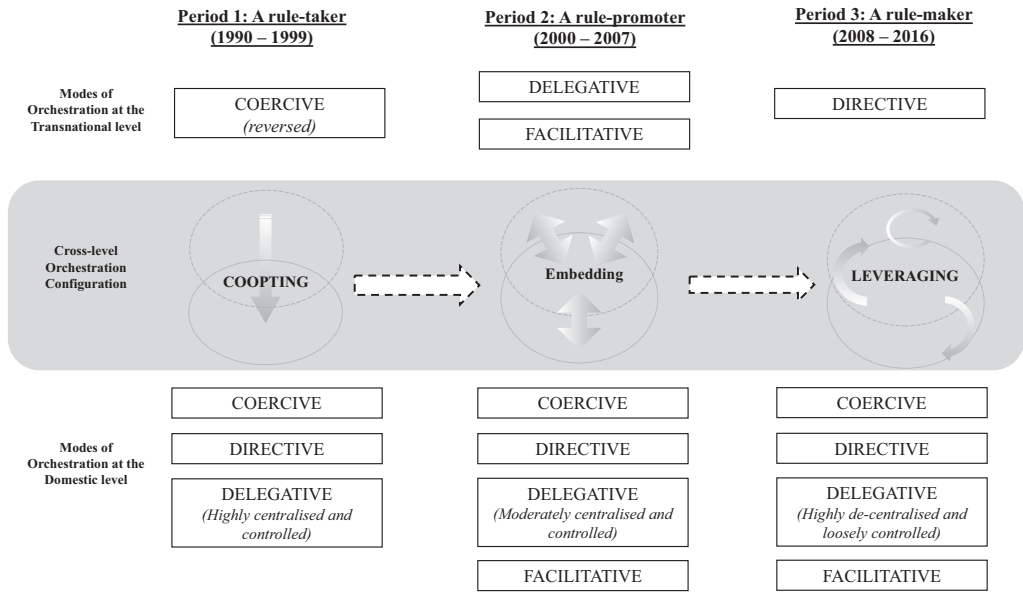 Period 1: A rule-taker
(1990 – 1999)
Period 2: A rule-promoter
(2000 – 2007)
Period 3: A rule-maker
(2008 – 2016)
Modes of
Orchestration at the
Transnational level
COERCIVE
(reversed)
DELEGATIVE
FACILITATIVE
DIRECTIVE
Cross-level
Orchestration
Configuration
COOPTING
Embedding
LEVERAGING
Modes of
Orchestration at the
Domestic level
COERCIVE
DIRECTIVE
DELEGATIVE
(Highly centralised and
controlled)
COERCIVE
DIRECTIVE
DELEGATIVE
(Moderately centralised and
controlled)
FACILITATIVE
COERCIVE
DIRECTIVE
DELEGATIVE
(Highly de-centralised and
loosely controlled)
FACILITATIVE